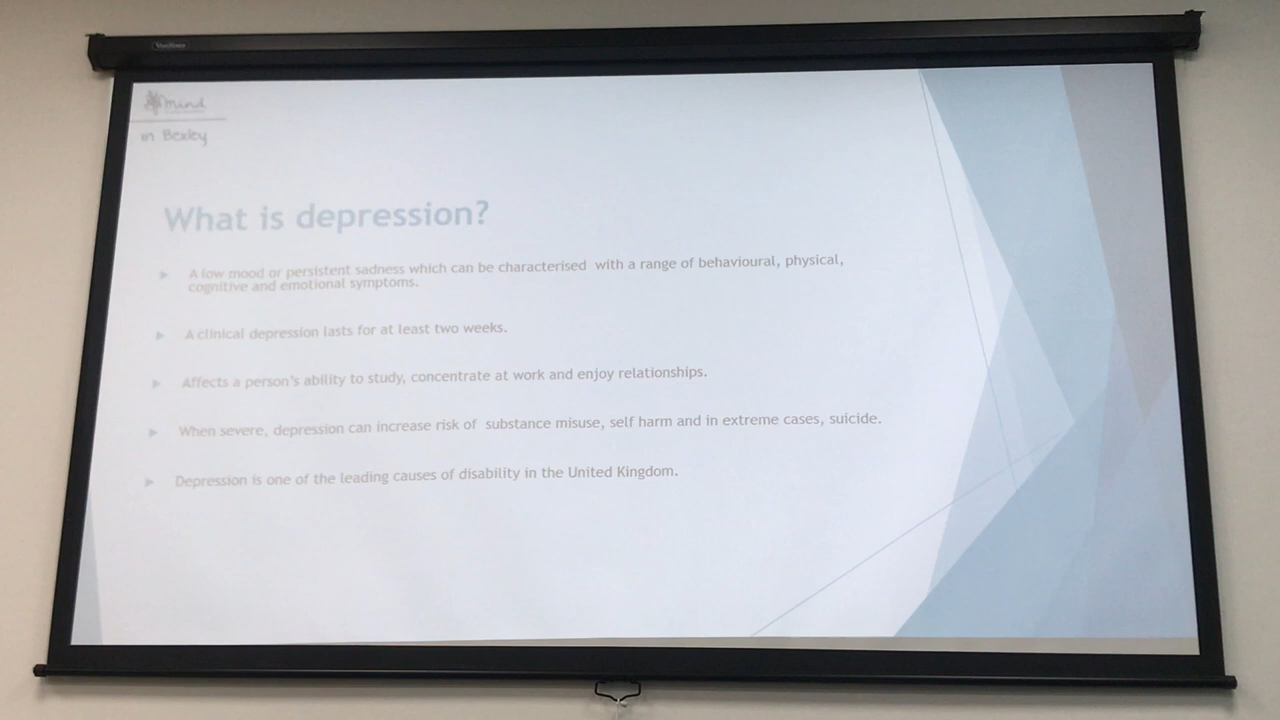 mind
in Bexley
What is depression?
A low mood or persistent sadness which can be characterised with a range of behavioural, physical,
cognitive and emotional symptoms.
A clinical depression lasts for at least two weeks.
Affects a person's ability to study, concentrate at work and enjoy relationships.
When severe, depression can increase risk of substance misuse, self harm and in extreme cases, suicide.
Depression is one of the leading causes of disability in the United Kingdom.